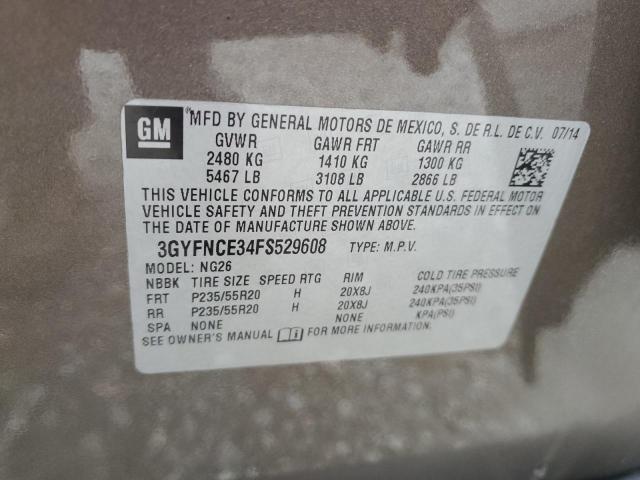 GM
MFD BY GENERAL MOTORS DE MEXICO, S. DE R.L. DE C.V. 07/14
GVWR GAWR FRT GAWR RR
2480 KG 1410 KG 1300 KG
5467 LB 3108 LB 2866 LB
THIS VEHICLE CONFORMS TO ALL APPLICABLE U.S. FEDERAL MOTOR
VEHICLE SAFETY AND THEFT PREVENTION STANDARDS IN EFFECT ON
THE DATE OF MANUFACTURE SHOWN ABOVE.
3GYFNCE34FS529608 TYPE: M.P.V.
MODEL: NG26
NBBK TIRE SIZE SPEED RTG RIM COLD TIRE PRESSURE
FRT P235/55R20 H 20X8J 240KPA(35PSI)
RR P235/55R20 H 20X8J 240KPA(35PSI)
SPA NONE NONE KPA(PSI)
SEE OWNER'S MANUAL i FOR MORE INFORMATION.